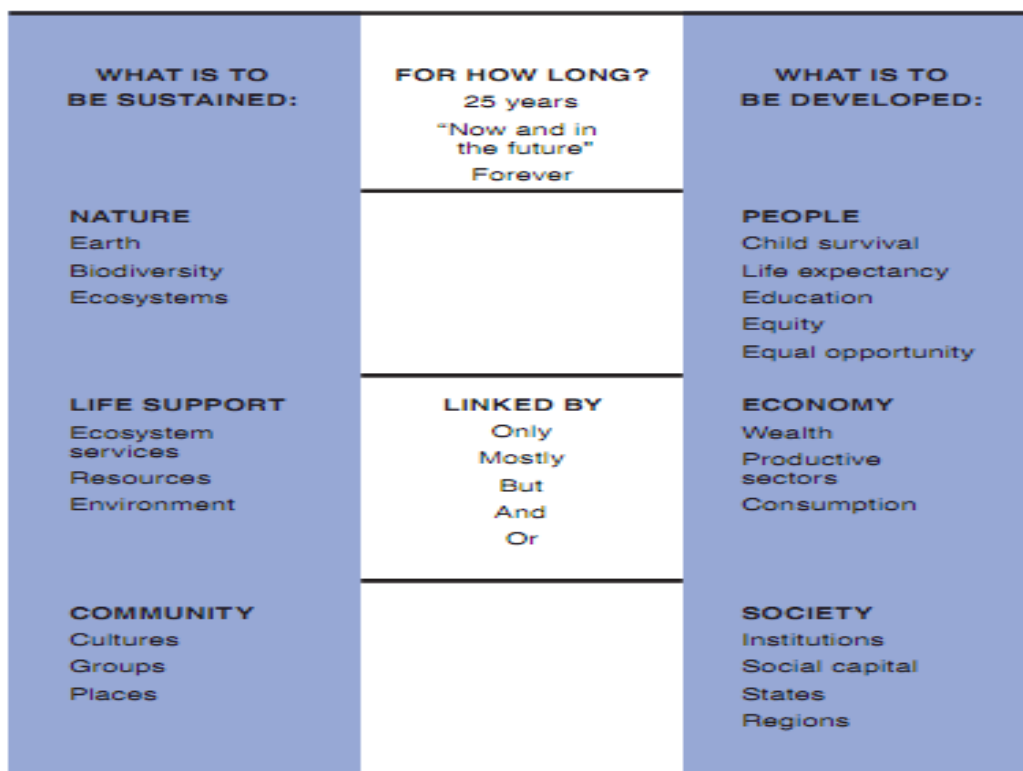 WHAT IS TO
BE SUSTAINED:
FOR HOW LONG?
25 years
“Now and in
the future”
Forever
WHAT IS TO
BE DEVELOPED:
NATURE
Earth
Biodiversity
Ecosystems
PEOPLE
Child survival
Life expectancy
Education
Equity
Equal opportunity
LIFE SUPPORT
Ecosystem
services
Resources
Environment
LINKED BY
Only
Mostly
But
And
Or
ECONOMY
Wealth
Productive
sectors
Consumption
COMMUNITY
Cultures
Groups
Places
SOCIETY
Institutions
Social capital
States
Regions